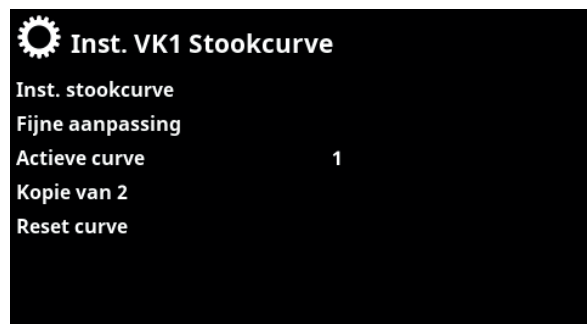 Inst. VK1 Stookcurve
Inst. stookcurve
Fijne aanpassing
Actieve curve 1
Kopie van 2
Reset curve